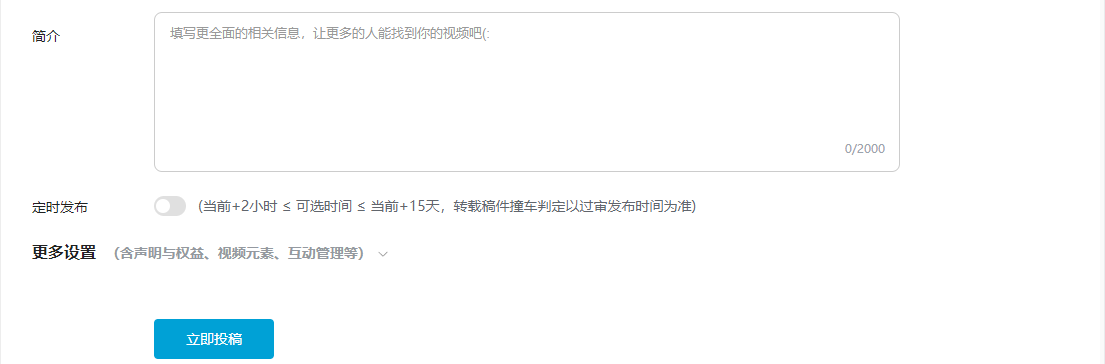 简介
填写更全面的相关信息，让更多的人能找到你的视频吧(:
0/2000
定时发布 (当前+2小时 ≤ 可选时间 ≤ 当前+15天，转载稿件撞车判定以过审发布时间为准)
更多设置 （含声明与权益、视频元素、互动管理等）
立即投稿